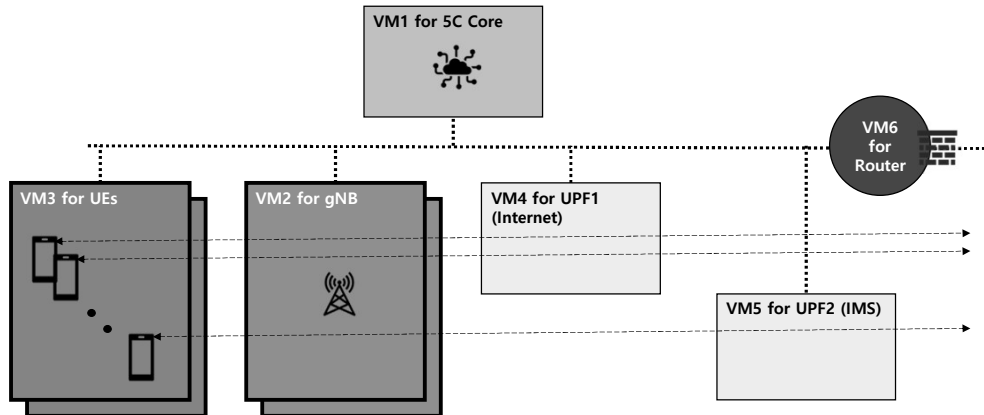 VM1 for 5C Core
VM6
for
Router
VM3 for UEs
VM2 for gNB
VM4 for UPF1
(Internet)
VM5 for UPF2 (IMS)